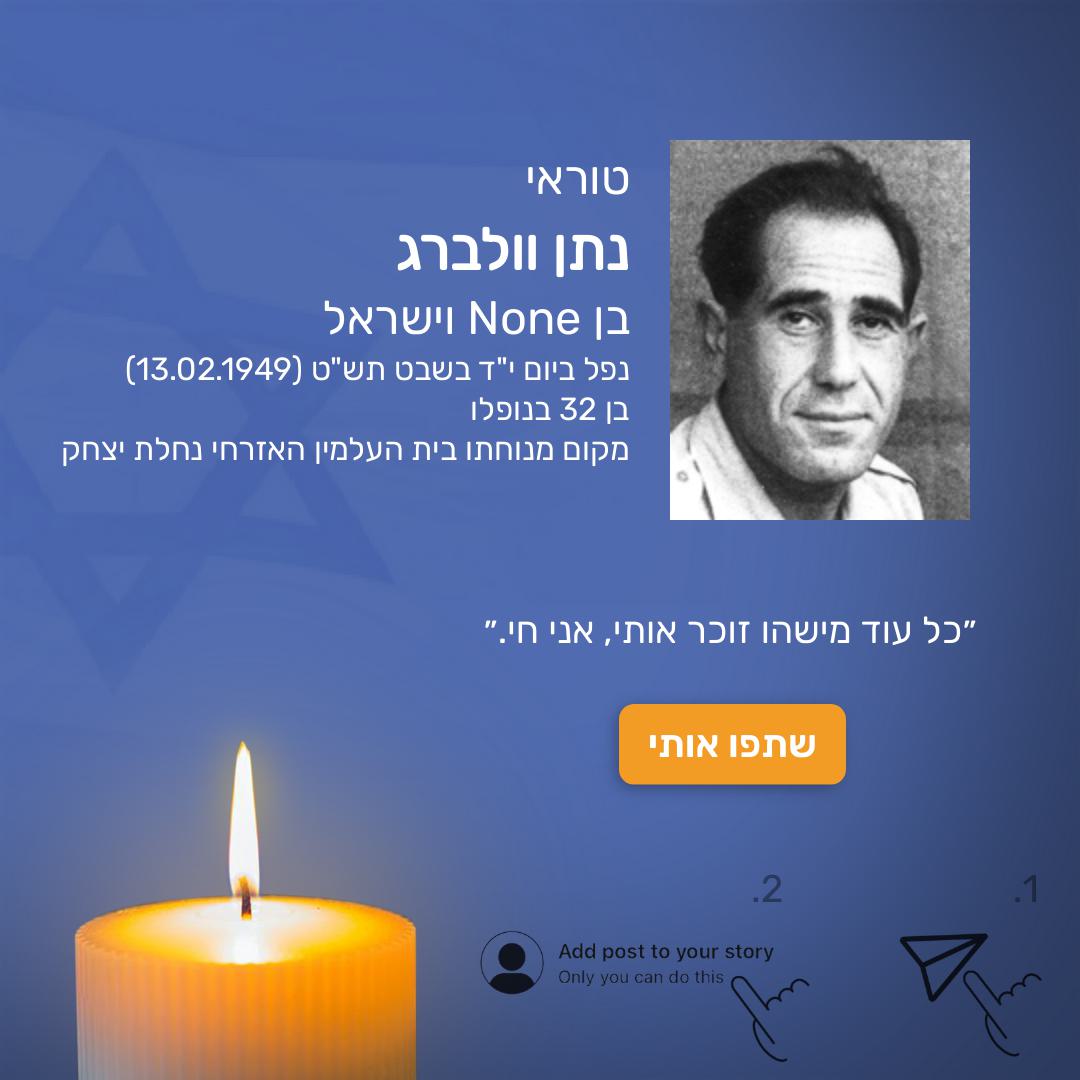 טוראי
נתן וולברג
בן None וישראל
נפל ביום י"ד בשבט תש"ט (13.02.1949)
בן 32 בנופלו
מקום מנוחתו בית העלמין האזרחי נחלת יצחק
״כל עוד מישהו זוכר אותי, אני חי.״
שתפו אותי
1.
2.
Add post to your story
Only you can do this